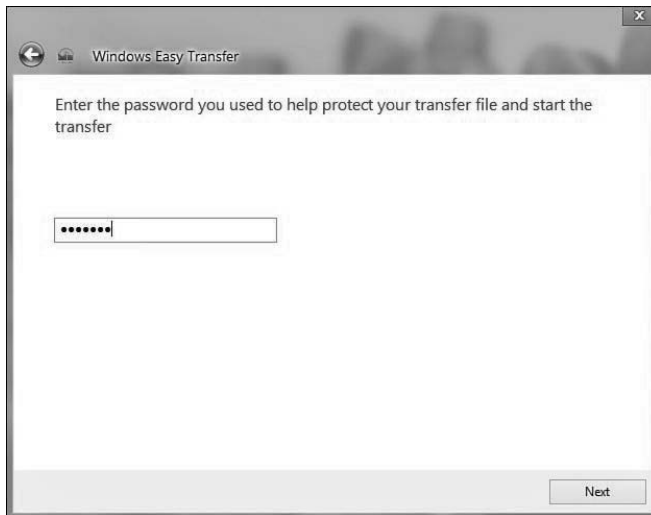 X
Windows Easy Transfer
Enter the password you used to help protect your transfer file and start the
transfer
•••••••
Next